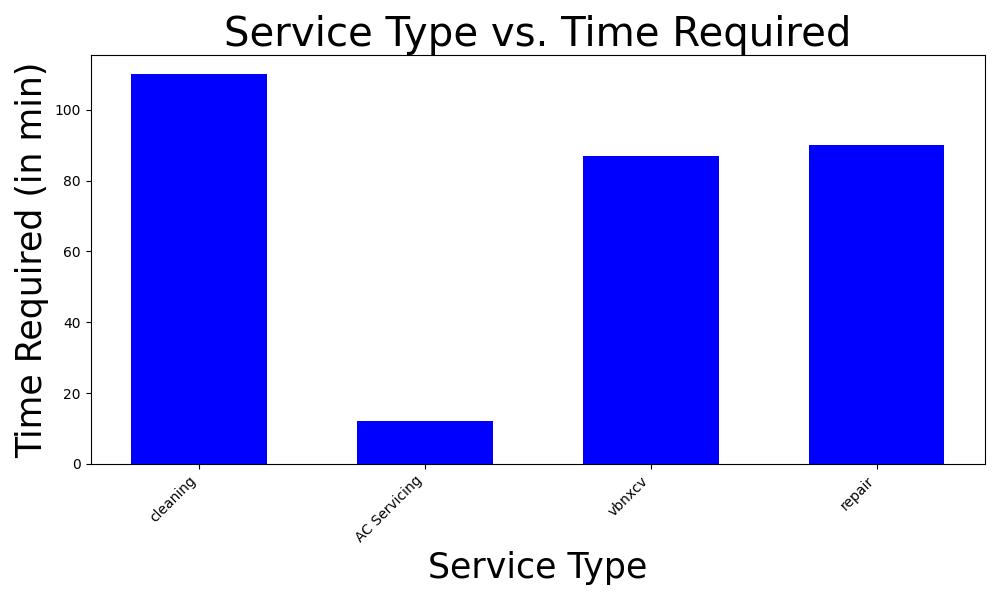 Service Type vs. Time Required
Time Required (in min)
100
80
60
40
20
0
cleaning
AC Servicing
vbnxcv
repair
Service Type